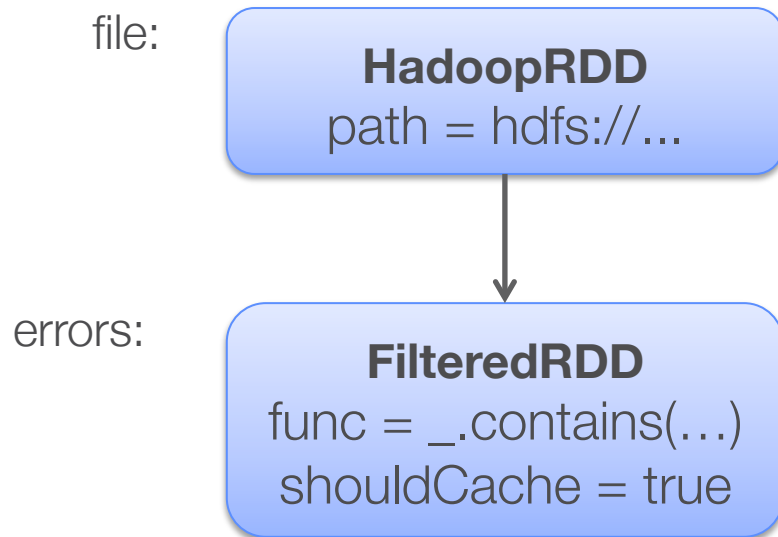 file:
HadoopRDD
path = hdfs://...
errors:
FilteredRDD
func = _.contains(…)
shouldCache = true